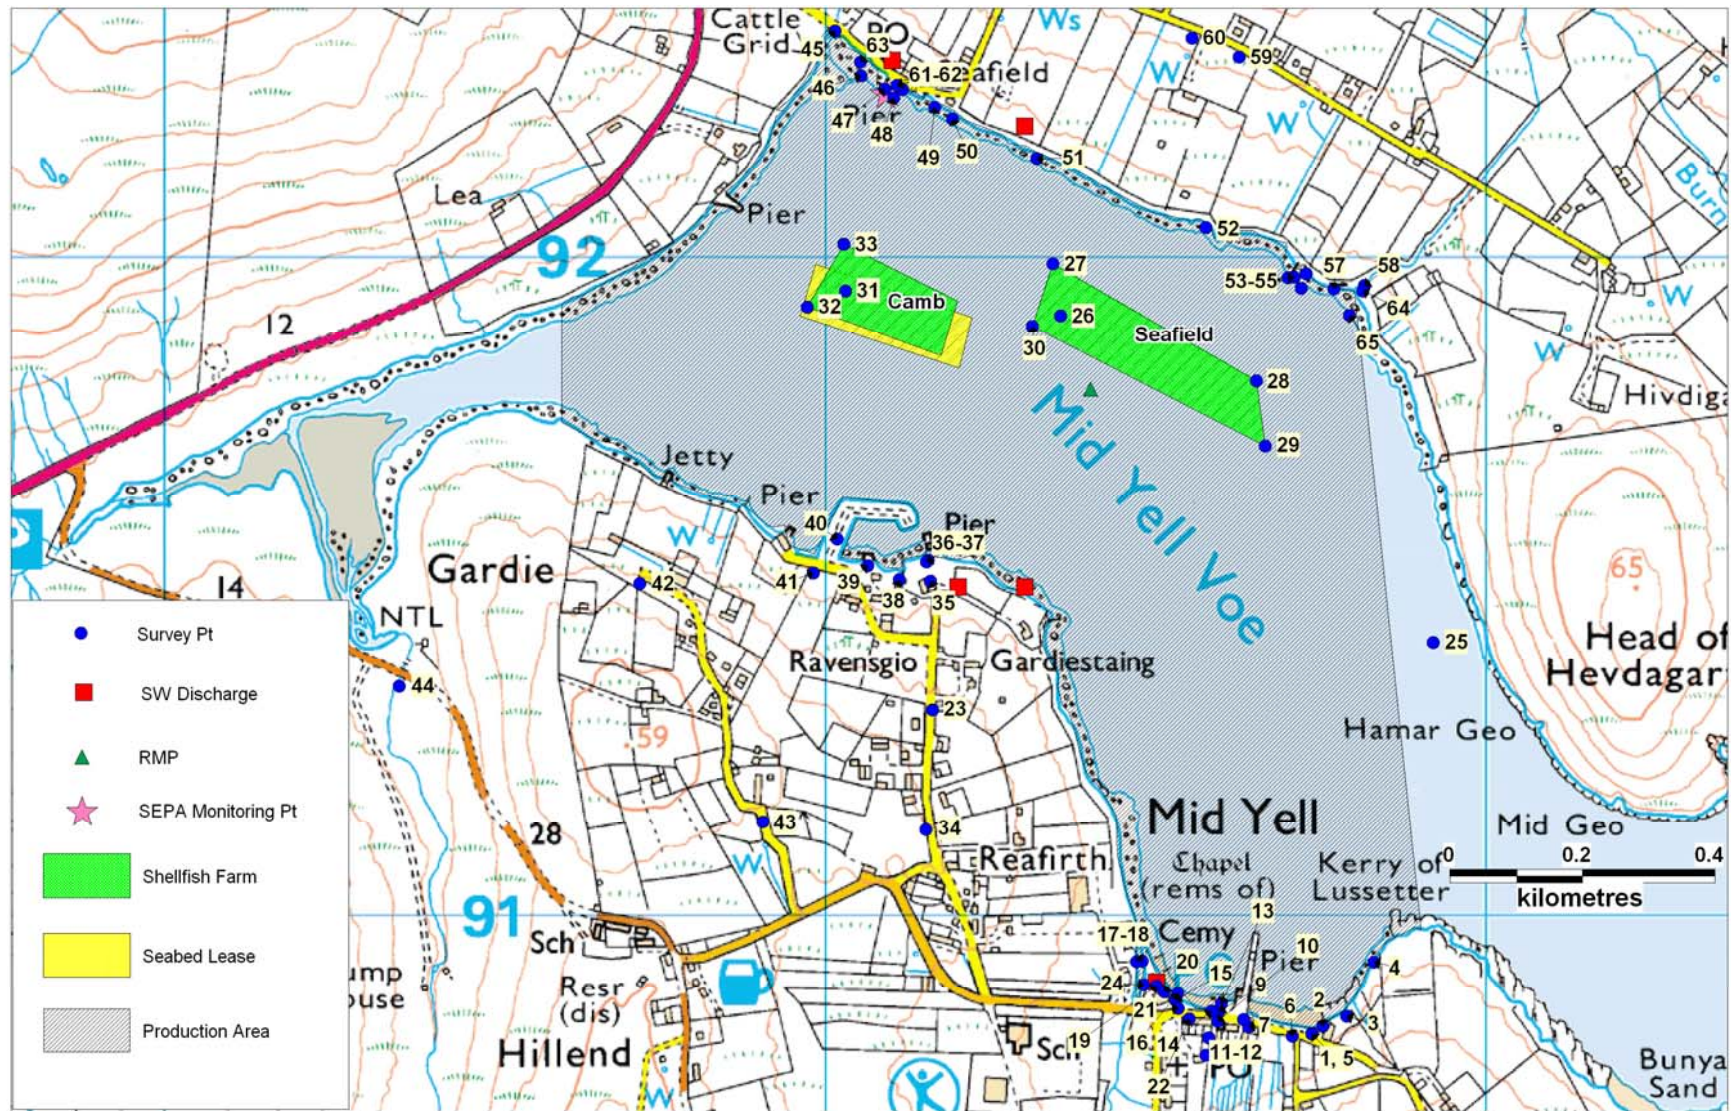 Cattle
Grid
PO
Ws
45
63
60
59
61-62
Seafield
46
W
47
Pier
48
49
50
W
51
Lea
Pier
Burn
52
92
33
27
57
58
53-55
31
32
Camb
26
W
64
12
30
Seafield
65
W
28
Hivdig
Mid Yell Voe
29
Jetty
Pier
40
Pier
W
36-37
Gardie
65
14
42
41
39
38
35
NTL
25
Head of
Hevdagar
Ravensgio
Gardiestaing
44
23
59
Hamar Geo
Mid Yell
Mid Geo
28
43
34
W
Reafirth
Chapel
(rems of)
Kerry of
Lussetter
0
0.2
0.4
kilometres
91
13
Sch
17-18
Cemy
10
Pier
ump
ouse
20
4
Resr
(dis)
24
15
9
6
2
21
7
3
Hillend
Sch
19
16
14
11-12
1, 5
PO
22
W
Bunya
Sand
Survey Pt
SW Discharge
RMP
SEPA Monitoring Pt
Shellfish Farm
Seabed Lease
Production Area